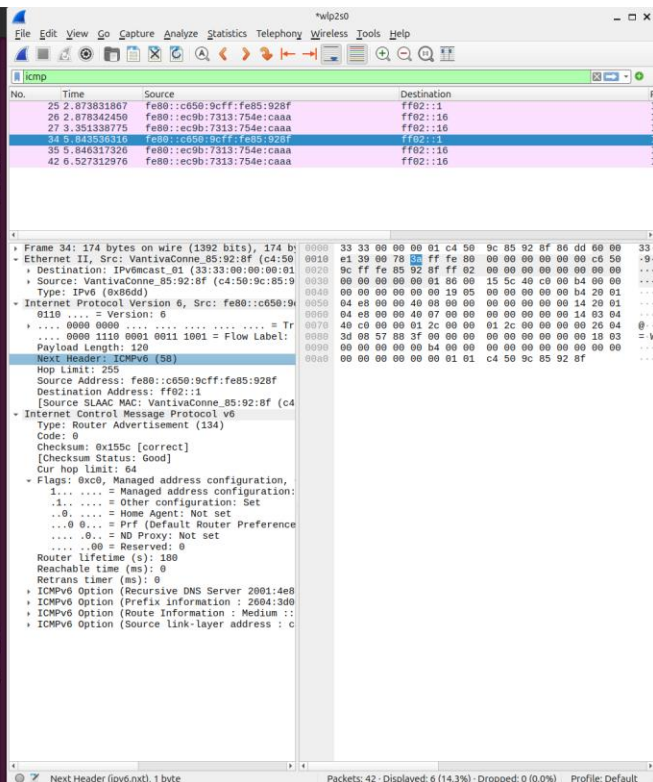 *wlp2s0
File Edit View Go Capture Analyze Statistics Telephony Wireless Tools Help
icmp
No. Time Source Destination
25 2.873831867 fe80::c650:9cff:fe85:928f ff02::1
26 2.878342450 fe80::ec9b:7313:754e:caaa ff02::16
27 3.351338775 fe80::ec9b:7313:754e:caaa ff02::16
34 5.843536316 fe80::c650:9cff:fe85:928f ff02::1
35 5.846317326 fe80::ec9b:7313:754e:caaa ff02::16
42 6.527312976 fe80::ec9b:7313:754e:caaa ff02::16
Frame 34: 174 bytes on wire (1392 bits), 174 b
Ethernet II, Src: VantivaConne_85:92:8f (c4:50
Destination: IPv6mcast_01 (33:33:00:00:00:01
Source: VantivaConne_85:92:8f (c4:50:9c:85:9
Type: IPv6 (0x86dd)
Internet Protocol Version 6, Src: fe80::c650:9
0110 .... = Version: 6
.... 0000 0000 .... .... .... .... .... = Tr
.... 0000 1110 0001 0011 1001 = Flow Label:
Payload Length: 120
Next Header: ICMPv6 (58)
Hop Limit: 255
Source Address: fe80::c650:9cff:fe85:928f
Destination Address: ff02::1
[Source SLAAC MAC: VantivaConne_85:92:8f (c4
Internet Control Message Protocol v6
Type: Router Advertisement (134)
Code: 0
Checksum: 0x155c [correct]
[Checksum Status: Good]
Cur hop limit: 64
Flags: 0xc0, Managed address configuration,
1... .... = Managed address configuration:
.1.. .... = Other configuration: Set
..0. .... = Home Agent: Not set
...0 0... = Prf (Default Router Preference
.... .0.. = ND Proxy: Not set
.... ..00 = Reserved: 0
Router lifetime (s): 180
Reachable time (ms): 0
Retrans timer (ms): 0
ICMPv6 Option (Recursive DNS Server 2001:4e8
ICMPv6 Option (Prefix information : 2604:3d0
ICMPv6 Option (Route Information : Medium ::
ICMPv6 Option (Source link-layer address : c
0000 33 33 00 00 00 01 c4 50 9c 85 92 8f 86 dd 60 00 33
0010 e1 39 00 78 3a ff fe 80 00 00 00 00 00 00 c6 50 ·9
0020 9c ff fe 85 92 8f ff 02 00 00 00 00 00 00 00 00 ···
0030 00 00 00 00 00 01 86 00 15 5c 40 c0 00 b4 00 00 ···
0040 00 00 00 00 00 00 19 05 00 00 00 00 00 b4 20 01
0050 04 e8 00 00 40 08 00 00 00 00 00 00 00 14 20 01
0060 04 e8 00 00 40 07 00 00 00 00 00 00 00 14 03 04
0070 40 c0 00 00 01 2c 00 00 01 2c 00 00 00 00 26 04 @
0080 3d 08 57 88 3f 00 00 00 00 00 00 00 00 00 18 03 =
0090 00 00 00 00 00 b4 00 00 00 00 00 00 00 00 00 00
00a0 00 00 00 00 00 00 01 01 c4 50 9c 85 92 8f
Next Header (ipv6.nxt), 1 byte
Packets: 42 · Displayed: 6 (14.3%) · Dropped: 0 (0.0%)
Profile: Default